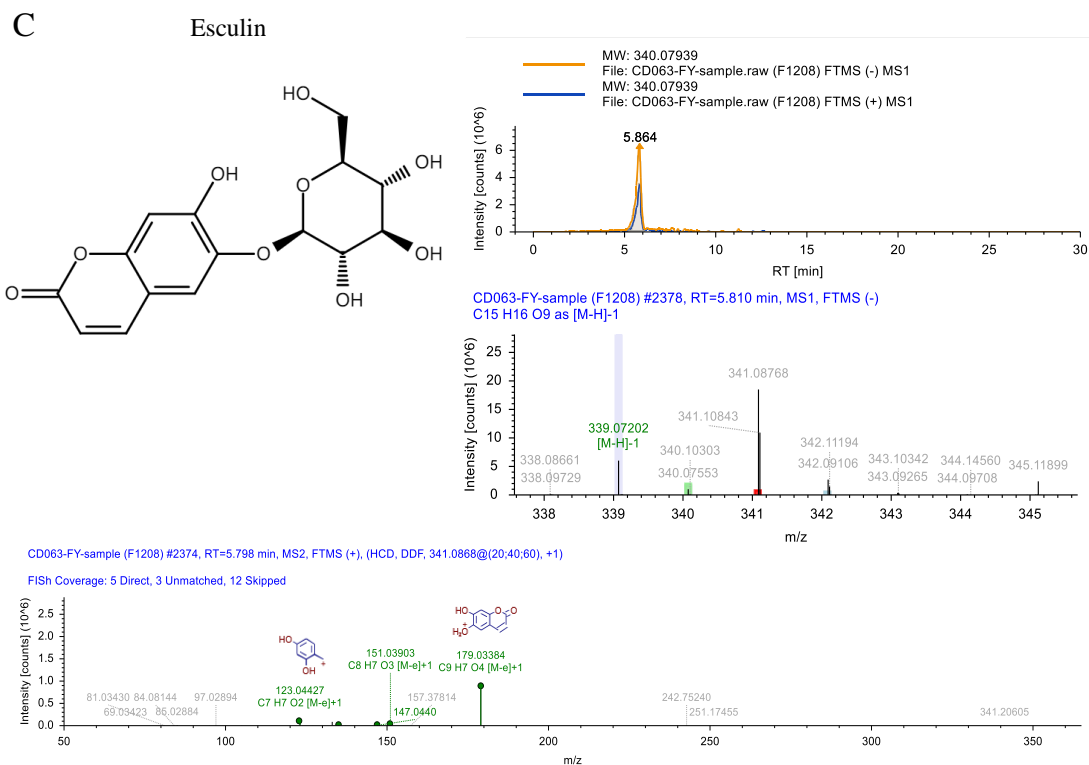 C
Esculin
HO
OH
O
OH
O
O
O
OH
OH
MW: 340.07939
File: CD063-FY-sample.raw (F1208) FTMS (-) MS1
MW: 340.07939
File: CD063-FY-sample.raw (F1208) FTMS (+) MS1
Intensity [counts] (10^6)
6
4
2
0
5.864
0 5 10 15 20 25 30
RT [min]
CD063-FY-sample (F1208) #2378, RT=5.810 min, MS1, FTMS (-)
C15 H16 O9 as [M-H]-1
Intensity [counts] (10^6)
25
20
15
10
5
0
341.08768
341.10843
339.07202
[M-H]-1
340.10303
340.07553
338.08661
338.09729
342.11194
342.09106
343.10342
343.09265
344.14560
344.09708
345.11899
338 339 340 341 342 343 344 345
m/z
CD063-FY-sample (F1208) #2374, RT=5.798 min, MS2, FTMS (+), (HCD, DDF, 341.0868@(20;40;60), +1)
FISh Coverage: 5 Direct, 3 Unmatched, 12 Skipped
Intensity [counts] (10^6)
2.5
2.0
1.5
1.0
0.5
0.0
HO
OH
+
HO
H₃O
+
O
O
151.03903
C8 H7 O3 [M-e]+1
179.03384
C9 H7 O4 [M-e]+1
123.04427
C7 H7 O2 [M-e]+1
81.03430 84.08144 97.02894
69.03423 85.02884
157.37814
147.0440
242.75240
251.17455
341.20605
50 100 150 200 250 300 350
m/z